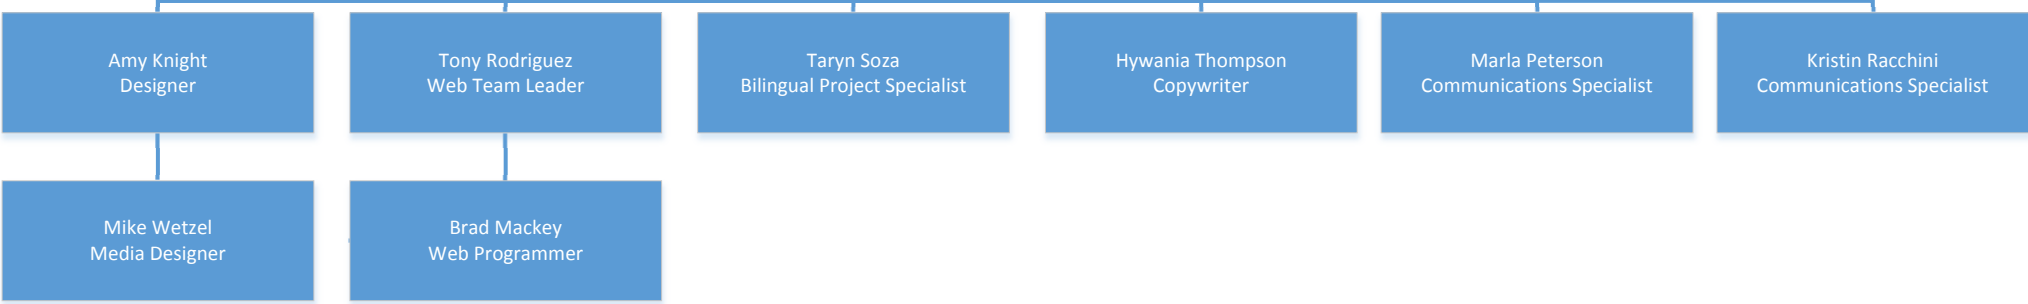 Amy Knight
Designer
Tony Rodriguez
Web Team Leader
Taryn Soza
Bilingual Project Specialist
Hywania Thompson
Copywriter
Marla Peterson
Communications Specialist
Kristin Racchini
Communications Specialist
Mike Wetzel
Media Designer
Brad Mackey
Web Programmer